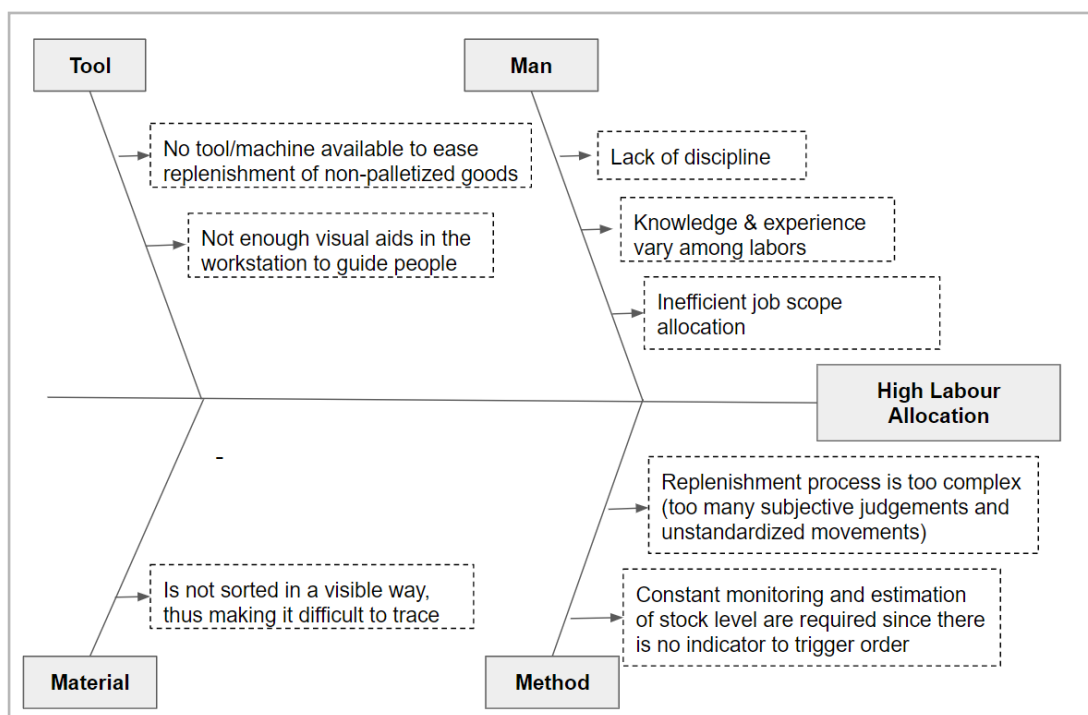 Tool
Man
No tool/machine available to ease
replenishment of non-palletized goods
Not enough visual aids in the
workstation to guide people
Lack of discipline
Knowledge & experience
vary among labors
Inefficient job scope
allocation
High Labour
Allocation
-
Is not sorted in a visible way,
thus making it difficult to trace
Replenishment process is too complex
(too many subjective judgements and
unstandardized movements)
Constant monitoring and estimation
of stock level are required since there
is no indicator to trigger order
Material
Method